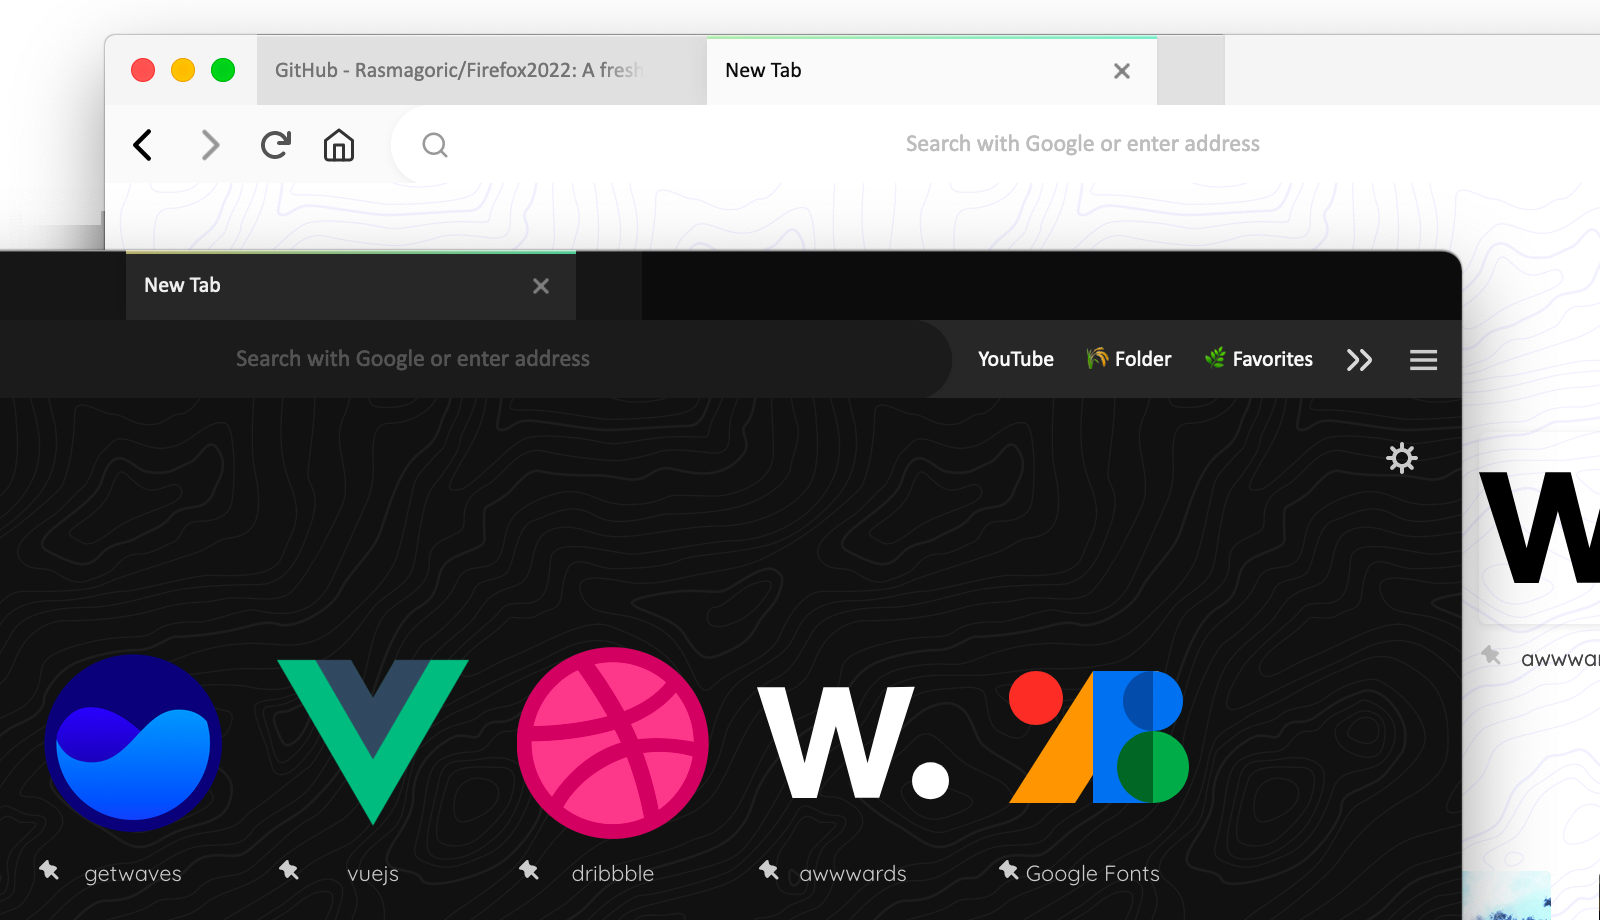 GitHub - Rasmagoric/Firefox2022: A fresh
New Tab
Search with Google or enter address
New Tab
Search with Google or enter address
YouTube
Folder
Favorites
W
awwwar
W.
getwaves
vuejs
dribbble
awwwards
Google Fonts